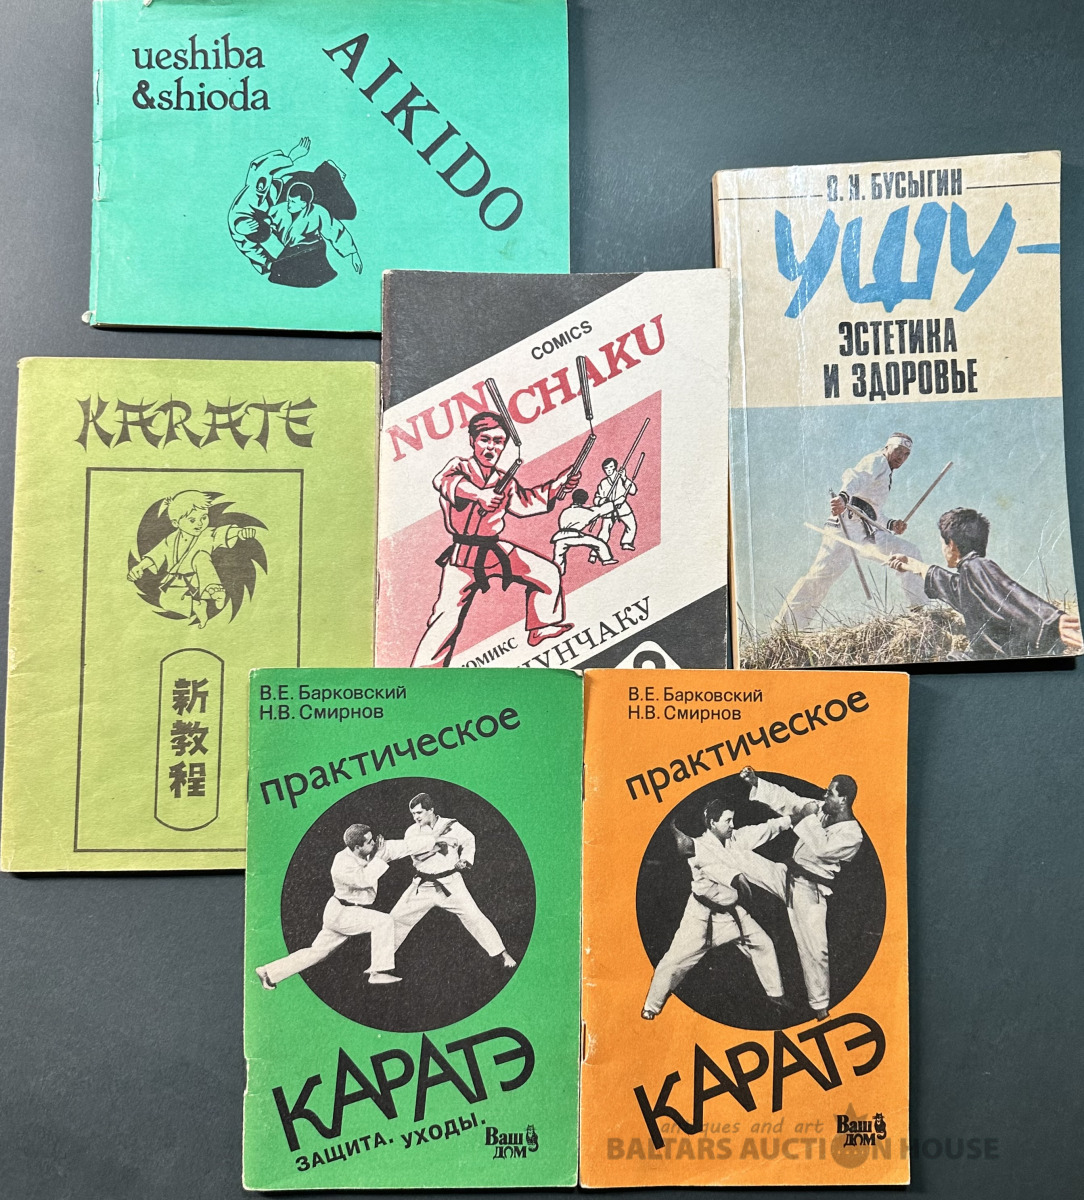 ueshiba
&shioda
AIKIDO
О. Н. БУСЫГИН
УШУ-
ЭСТЕТИКА
И ЗДОРОВЬЕ
COMICS
NUNCHAKU
КОМИКС
НУНЧАКУ
2
KARATE
新教程
В.Е. Барковский
Н.В. Смирнов
практическое
КАРАТЭ
ЗАЩИТА. УХОДЫ.
Ваш
дом
В.Е. Барковский
Н.В. Смирнов
практическое
КАРАТЭ
Ваш
дом
antiques and art
BALTARS AUCTION HOUSE